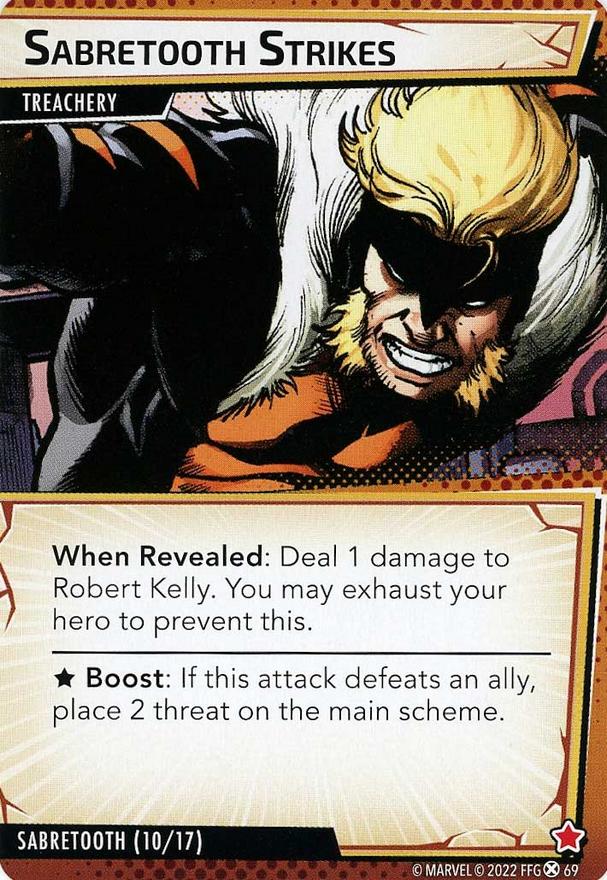 SABRETOOTH STRIKES
TREACHERY
When Revealed: Deal 1 damage to
Robert Kelly. You may exhaust your
hero to prevent this.
★ Boost: If this attack defeats an ally,
place 2 threat on the main scheme.
SABRETOOTH (10/17)
© MARVEL © 2022 FFG 69